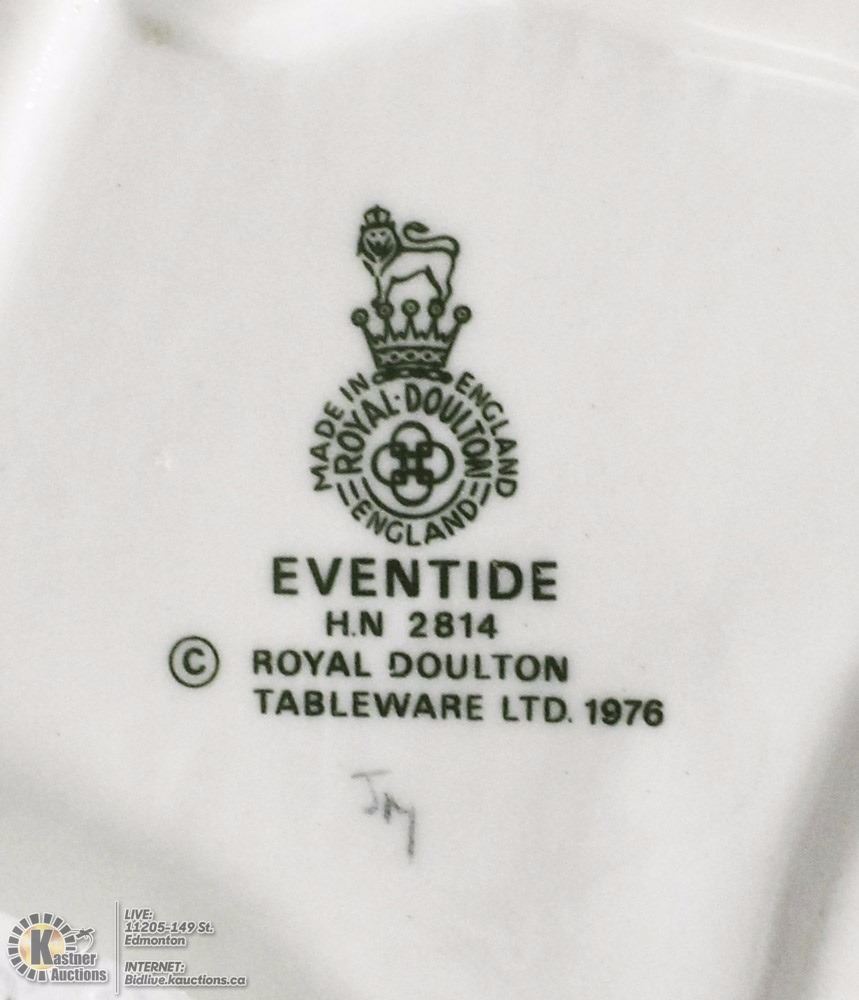 MADE IN ENGLAND
ROYAL·DOULTON
ENGLAND
EVENTIDE
H.N 2814
© ROYAL DOULTON
TABLEWARE LTD. 1976
Kastner
Auctions
LIVE:
11205-149 St.
Edmonton
INTERNET:
Bidlive.kauctions.ca